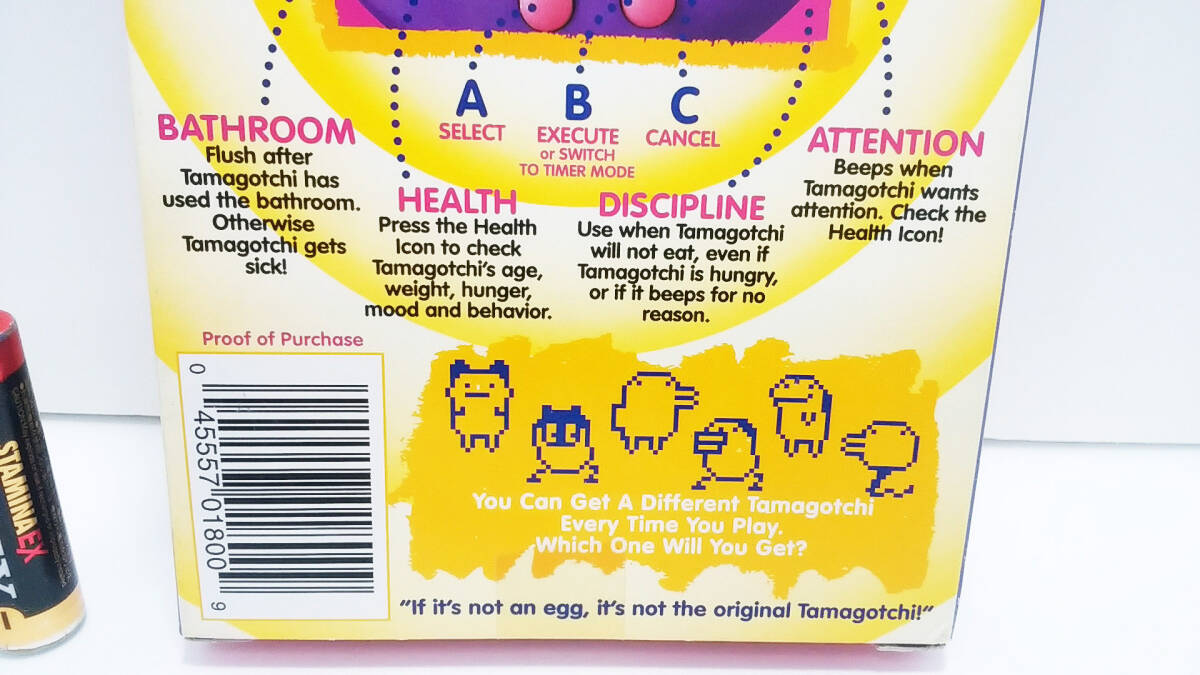 A
SELECT
B
EXECUTE
or SWITCH
TO TIMER MODE
C
CANCEL
BATHROOM
Flush after
Tamagotchi has
used the bathroom.
Otherwise
Tamagotchi gets
sick!
HEALTH
Press the Health
Icon to check
Tamagotchi's age,
weight, hunger,
mood and behavior.
DISCIPLINE
Use when Tamagotchi
will not eat, even if
Tamagotchi is hungry,
or if it beeps for no
reason.
ATTENTION
Beeps when
Tamagotchi wants
attention. Check the
Health Icon!
Proof of Purchase
0 45557 01800 9
You Can Get A Different Tamagotchi
Every Time You Play.
Which One Will You Get?
"If it's not an egg, it's not the original Tamagotchi!"
STAMINA EX